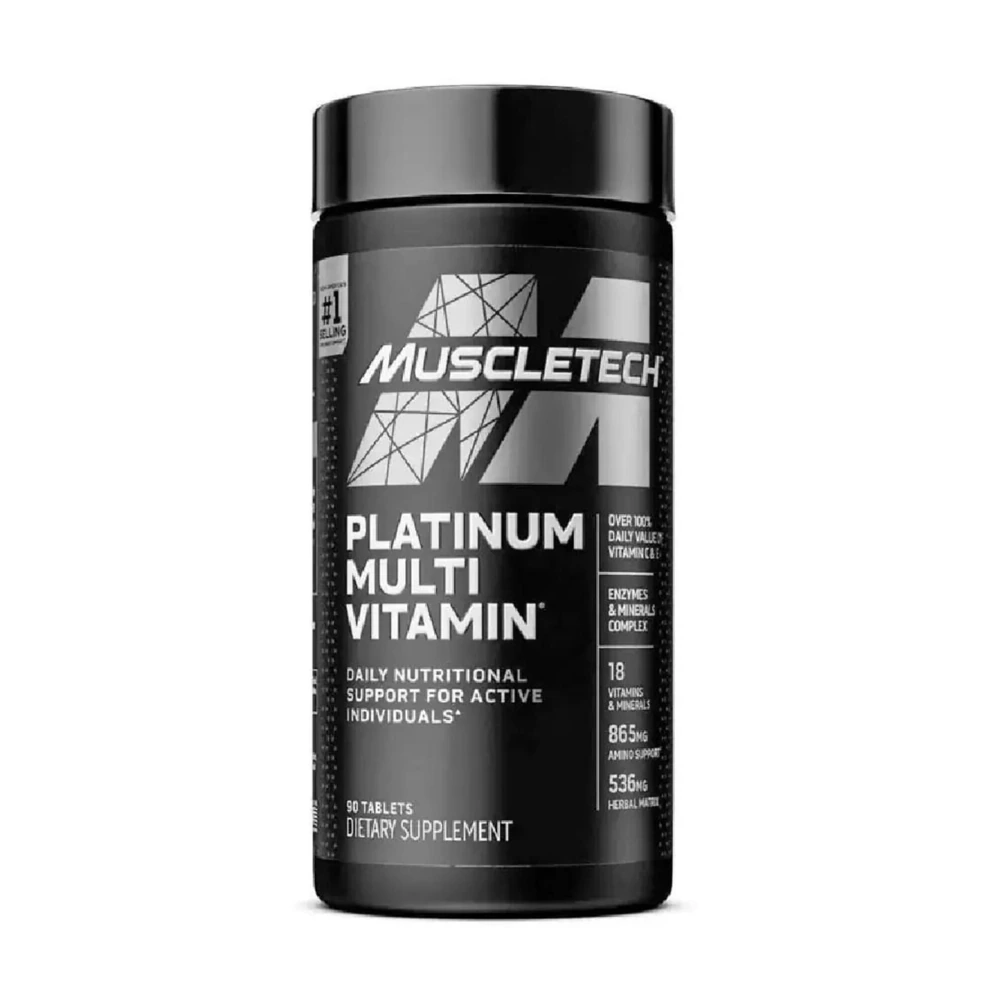 #1
SELLING
MUSCLETECH®
PLATINUM
MULTI
VITAMIN®
DAILY NUTRITIONAL
SUPPORT FOR ACTIVE
INDIVIDUALS▲
90 TABLETS
DIETARY SUPPLEMENT
OVER 100%
DAILY VALUE
VITAMIN C & E
ENZYMES
& MINERALS
COMPLEX
18
VITAMINS
& MINERALS
865MG
AMINO SUPPORT
536MG
HERBAL MATRIX